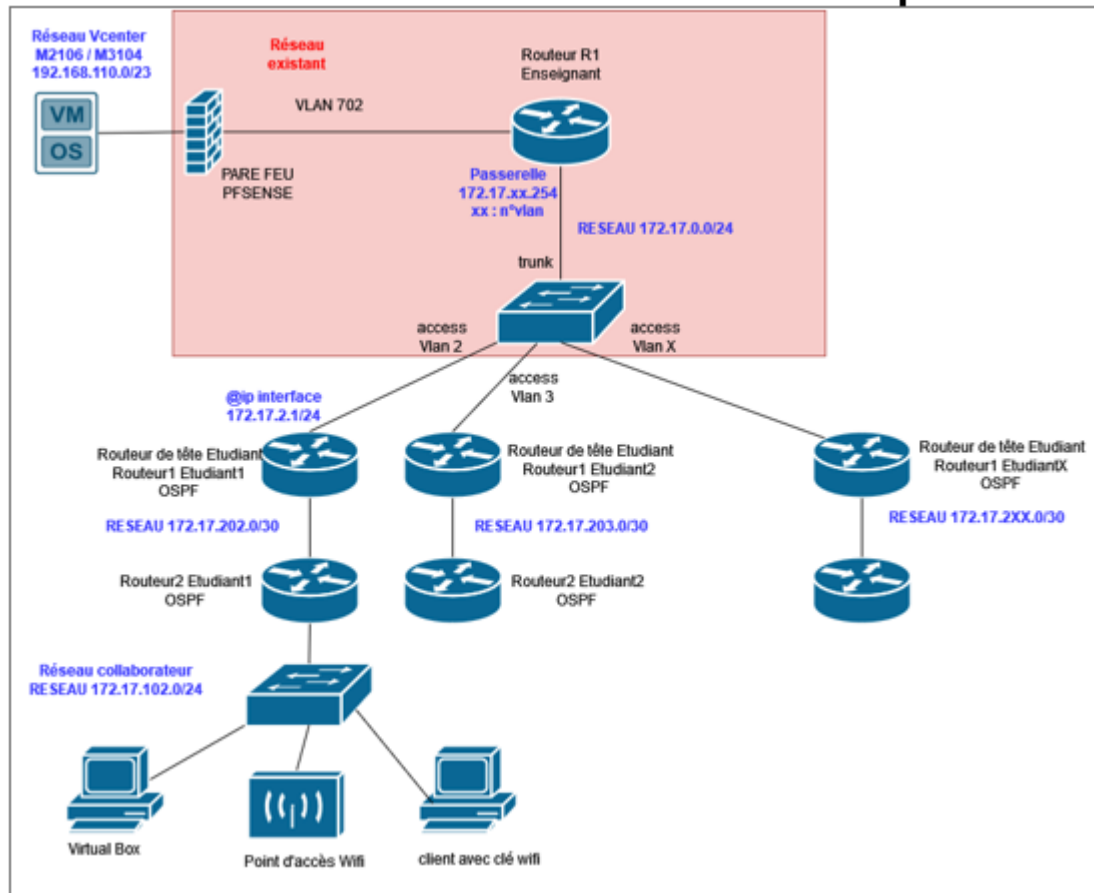 Réseau Vcenter
M2106 / M3104
192.168.110.0/23
VM
OS
Réseau
existant
VLAN 702
Routeur R1
Enseignant
PARE FEU
PFSENSE
Passerelle
172.17.xx.254
xx : n°vlan
RESEAU 172.17.0.0/24
trunk
access
Vlan 2
access
Vlan X
access
Vlan 3
@ip interface
172.17.2.1/24
Routeur de tête Etudiant
Routeur1 Etudiant1
OSPF
Routeur de tête Etudiant
Routeur1 Etudiant2
OSPF
Routeur de tête Etudiant
Routeur1 EtudiantX
OSPF
RESEAU 172.17.202.0/30
RESEAU 172.17.203.0/30
RESEAU 172.17.2XX.0/30
Routeur2 Etudiant1
OSPF
Routeur2 Etudiant2
OSPF
Réseau collaborateur
RESEAU 172.17.102.0/24
Virtual Box
Point d'accès Wifi
client avec clé wifi